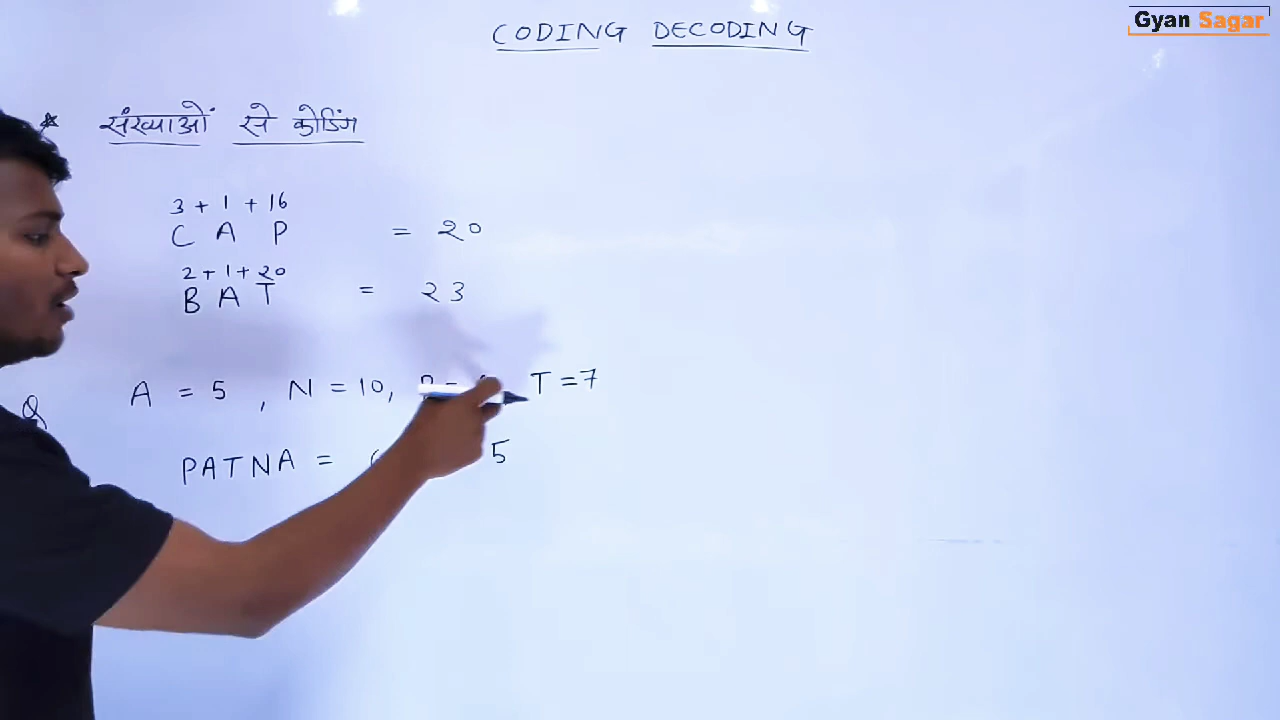 Gyan Sagar
CODING DECODING
* संख्याओं से कोडिंग
3 + 1 + 16
C A P = 20
2 + 1 + 20
B A T = 23
Q A = 5 , N = 10, T = 7
PATNA = 5